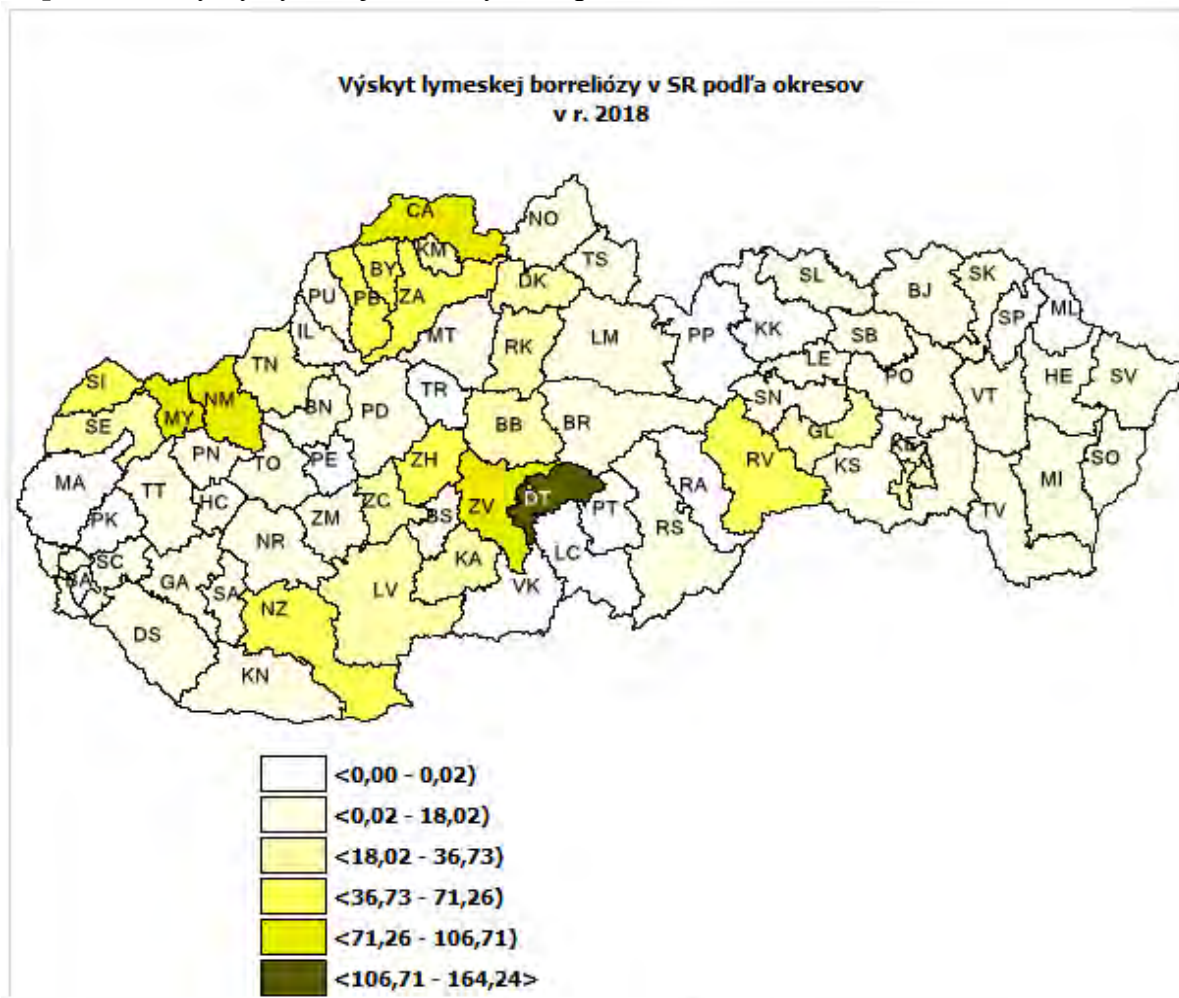 Výskyt lymeskej borreliózy v SR podľa okresov
v r. 2018
CA
NO
KM
TS
BY
SL
SK
PU
PB
ZA
DK
BJ
ML
SP
IL
MT
LM
PP
KK
SB
RK
TN
LE
HE
SV
SI
PO
NM
TR
SN
VT
MY
BN
PD
BB
BR
SE
GL
PN
TO
PE
ZH
RV
KS
SO
MA
TT
RA
MI
HC
ZC
ZV
DT
PK
ZM
BS
PT
TV
NR
RS
SC
LC
BA
GA
KA
SA
LV
VK
NZ
DS
KN
<0,00 - 0,02)
<0,02 - 18,02)
<18,02 - 36,73)
<36,73 - 71,26)
<71,26 - 106,71)
<106,71 - 164,24>